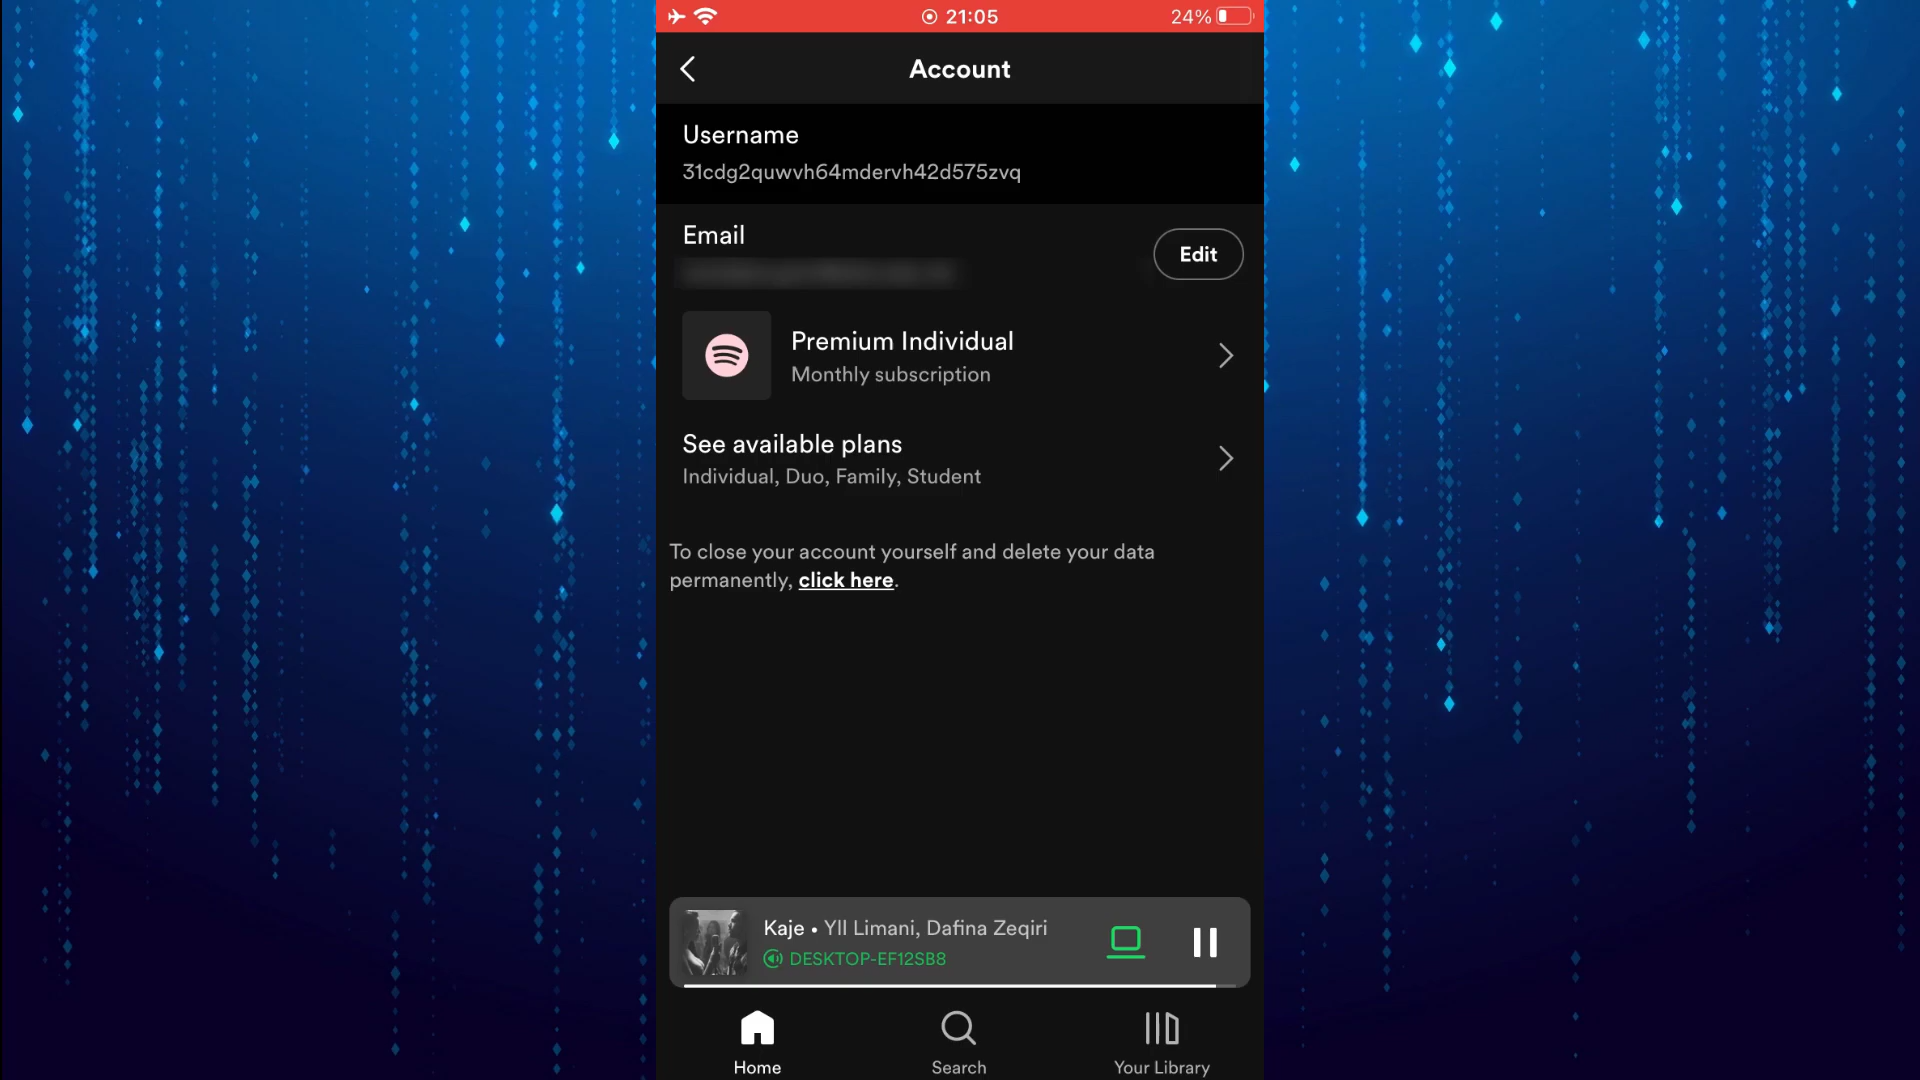 21:05
24%
Account
Username
31cdg2quwvh64mdervh42d575zvq
Email
Edit
Premium Individual
Monthly subscription
See available plans
Individual, Duo, Family, Student
To close your account yourself and delete your data
permanently, click here.
Kaje • Yll Limani, Dafina Zeqiri
DESKTOP-EF12SB8
Home
Search
Your Library